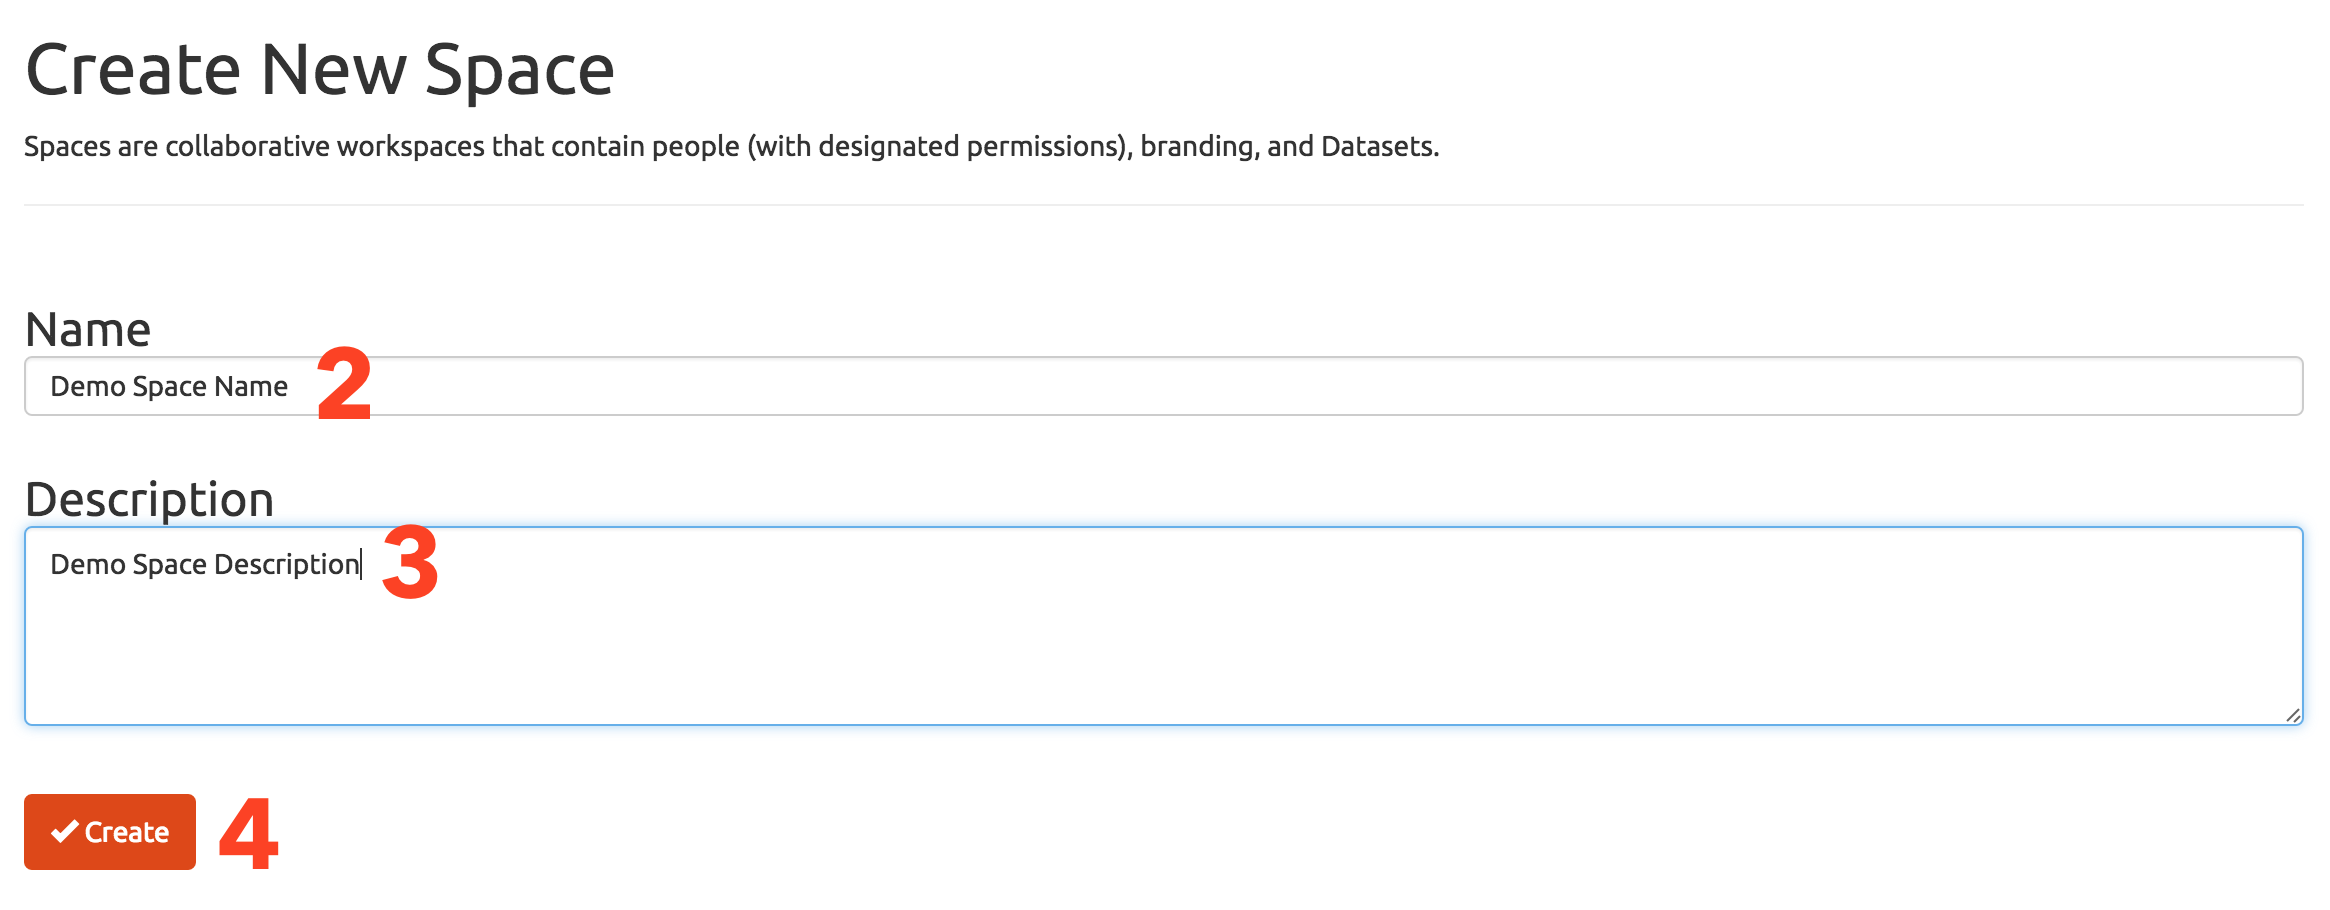 Create New Space
Spaces are collaborative workspaces that contain people (with designated permissions), branding, and Datasets.
Name
Demo Space Name 2
Description
Demo Space Description 3
Create 4